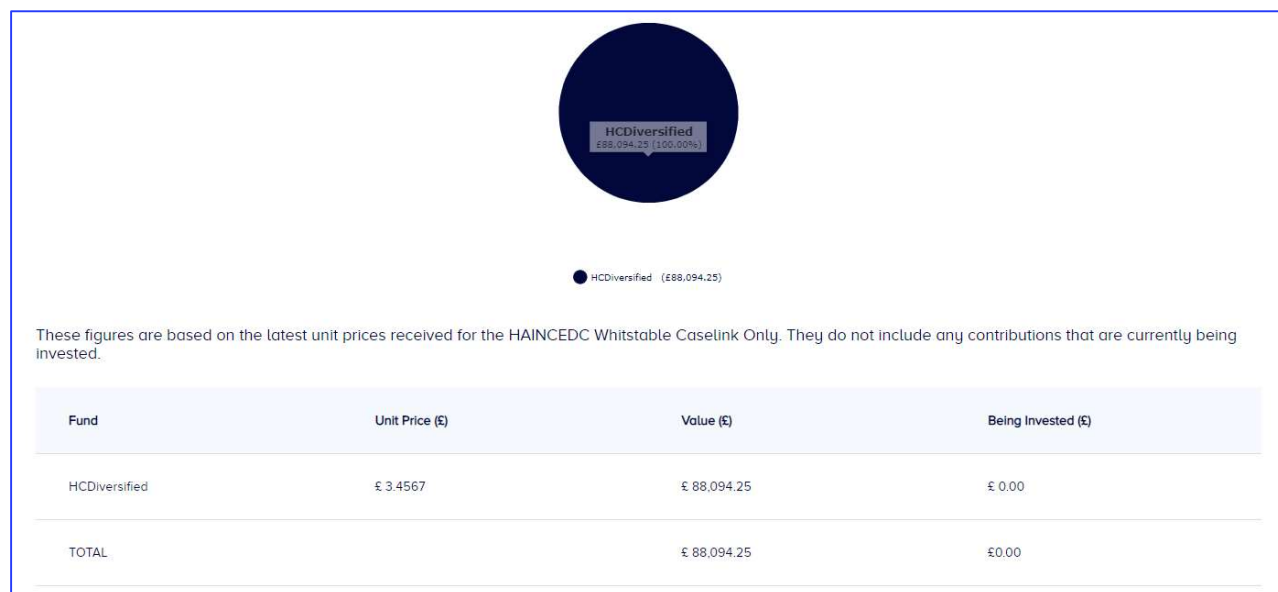 HCDiversified
£88,094.25 (100.00%)
HCDiversified (£88,094.25)
These figures are based on the latest unit prices received for the HAINCEDC Whitstable Caselink Only. They do not include any contributions that are currently being
invested.
Fund Unit Price (£) Value (£) Being Invested (£)
HCDiversified £ 3.4567 £ 88,094.25 £ 0.00
TOTAL £ 88,094.25 £0.00